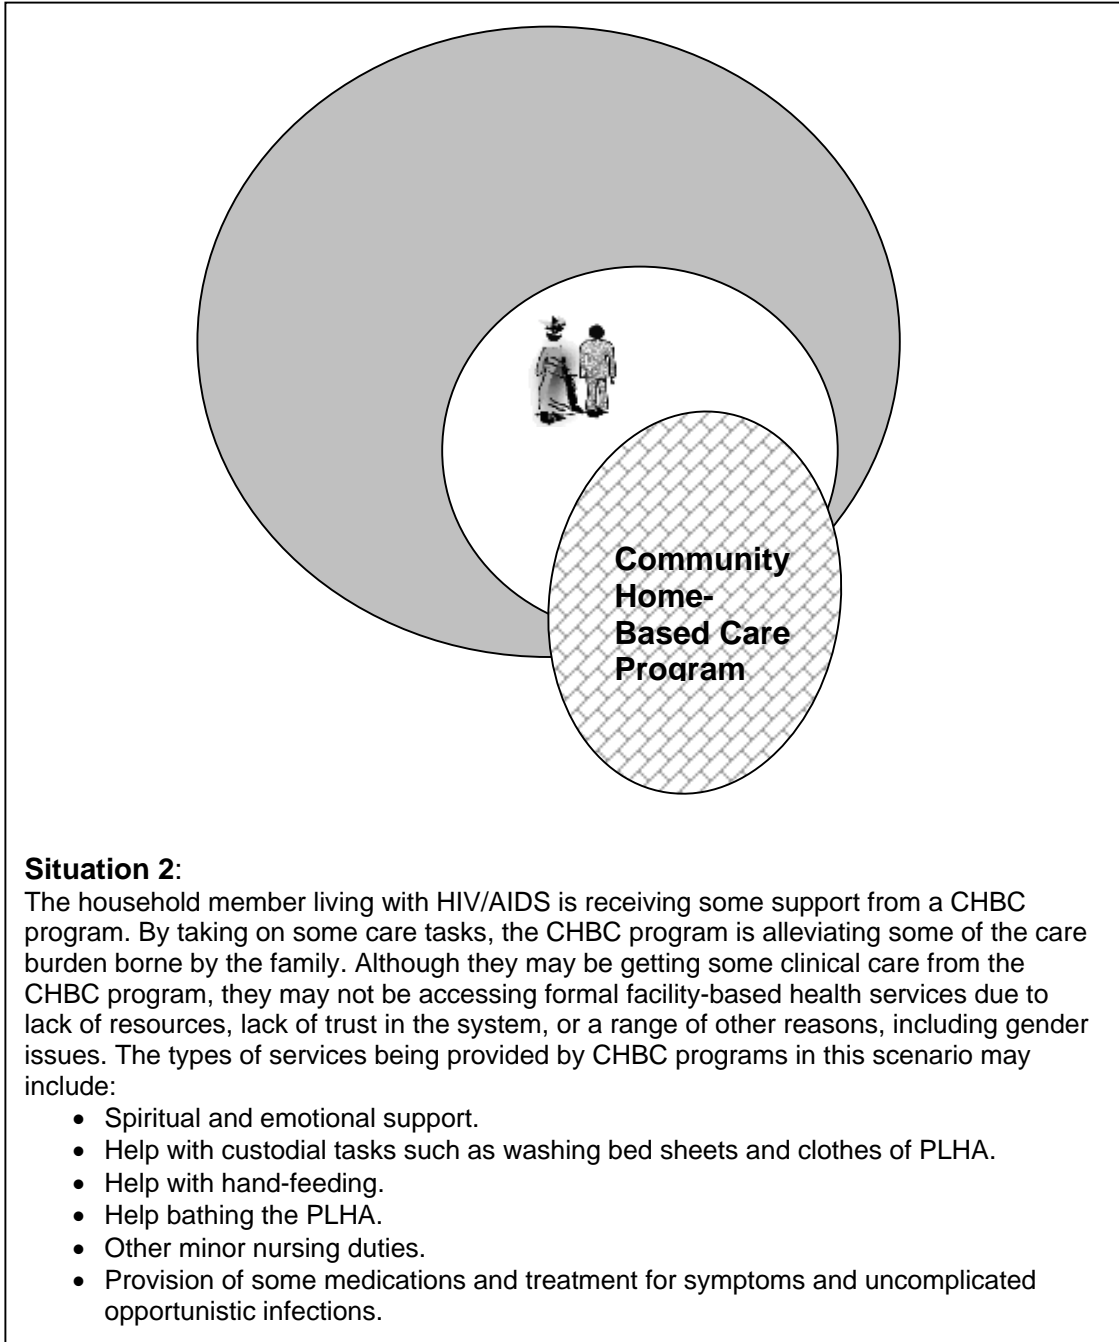 Community
Home-
Based Care
Program
Situation 2:
The household member living with HIV/AIDS is receiving some support from a CHBC
program. By taking on some care tasks, the CHBC program is alleviating some of the care
burden borne by the family. Although they may be getting some clinical care from the
CHBC program, they may not be accessing formal facility-based health services due to
lack of resources, lack of trust in the system, or a range of other reasons, including gender
issues. The types of services being provided by CHBC programs in this scenario may
include:
• Spiritual and emotional support.
• Help with custodial tasks such as washing bed sheets and clothes of PLHA.
• Help with hand-feeding.
• Help bathing the PLHA.
• Other minor nursing duties.
• Provision of some medications and treatment for symptoms and uncomplicated
opportunistic infections.